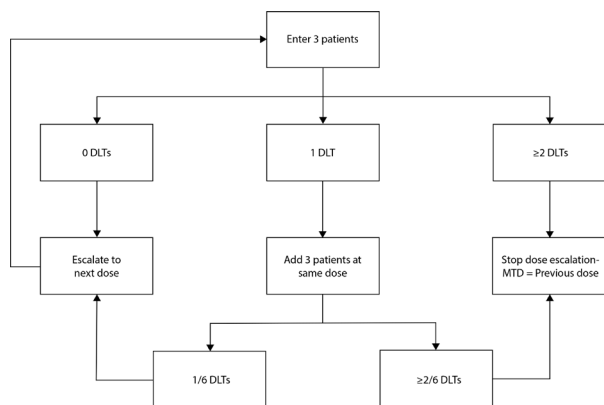 Enter 3 patients
0 DLTs
1 DLT
≥2 DLTs
Escalate to
next dose
Add 3 patients at
same dose
Stop dose escalation-
MTD = Previous dose
1/6 DLTs
≥2/6 DLTs